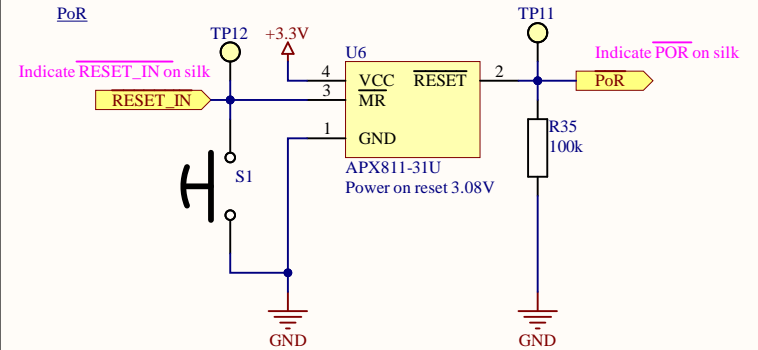 PoR
TP12
+3.3V
TP11
Indicate RESET_IN on silk
RESET_IN
U6
4
VCC
3
MR
1
GND
RESET
2
APX811-31U
Power on reset 3.08V
S1
Indicate POR on silk
PoR
R35
100k
GND
GND